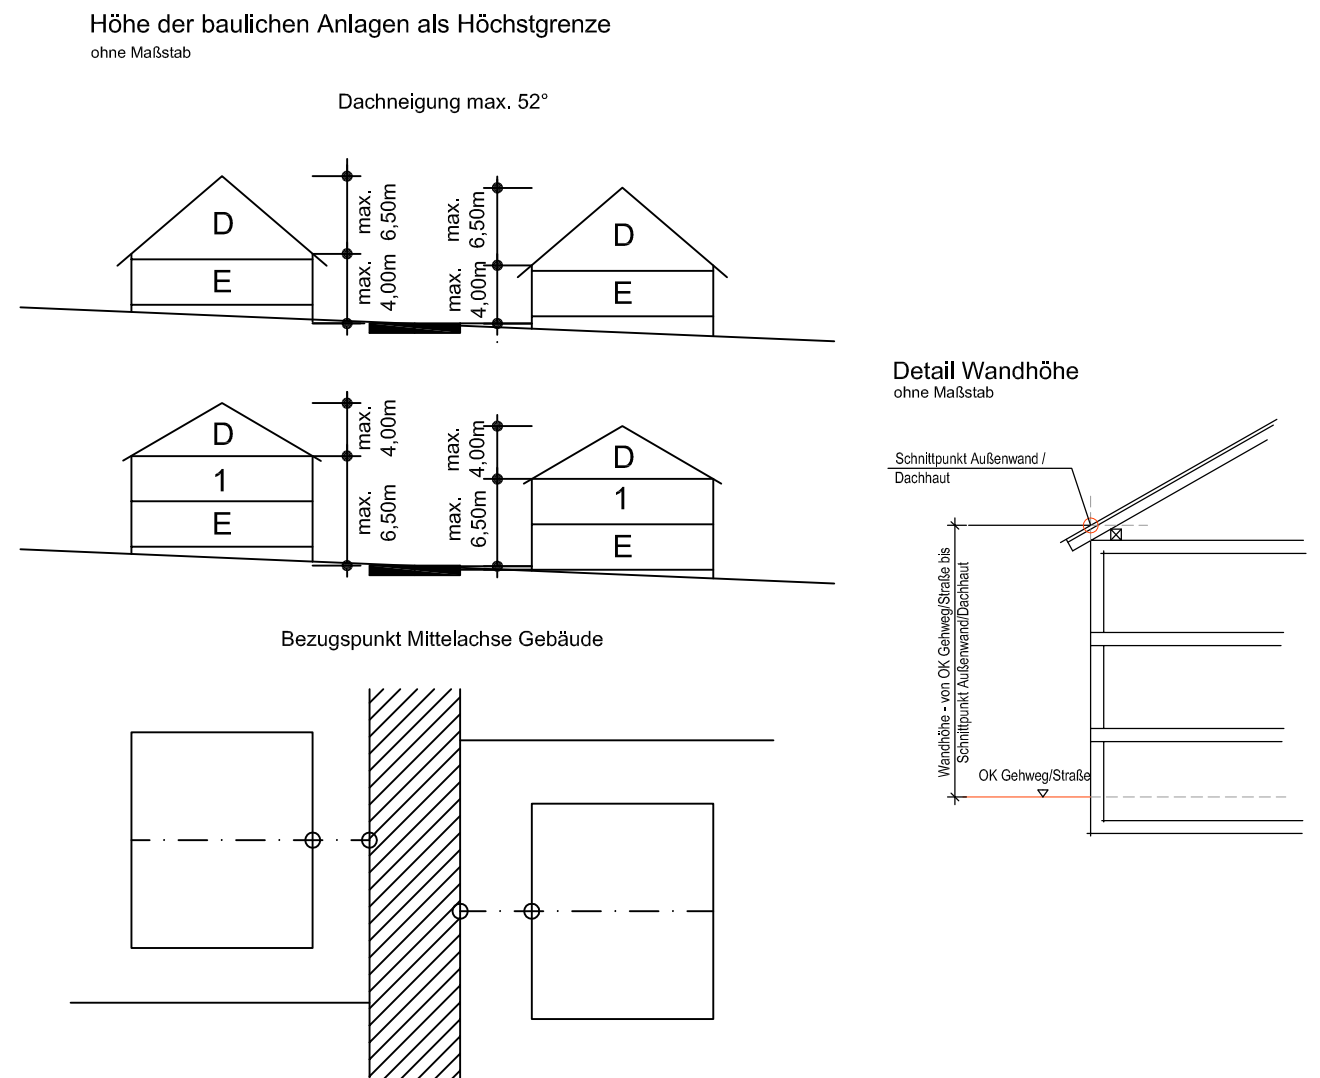 Höhe der baulichen Anlagen als Höchstgrenze
ohne Maßstab
Dachneigung max. 52°
D
E
max.
6,50m
max.
4,00m
max.
6,50m
max.
4,00m
D
E
D
1
E
max.
4,00m
max.
6,50m
max.
4,00m
max.
6,50m
D
1
E
Bezugspunkt Mittelachse Gebäude
Detail Wandhöhe
ohne Maßstab
Schnittpunkt Außenwand /
Dachhaut
Wandhöhe - von OK Gehweg/Straße bis
Schnittpunkt Außenwand/Dachhaut
OK Gehweg/Straße